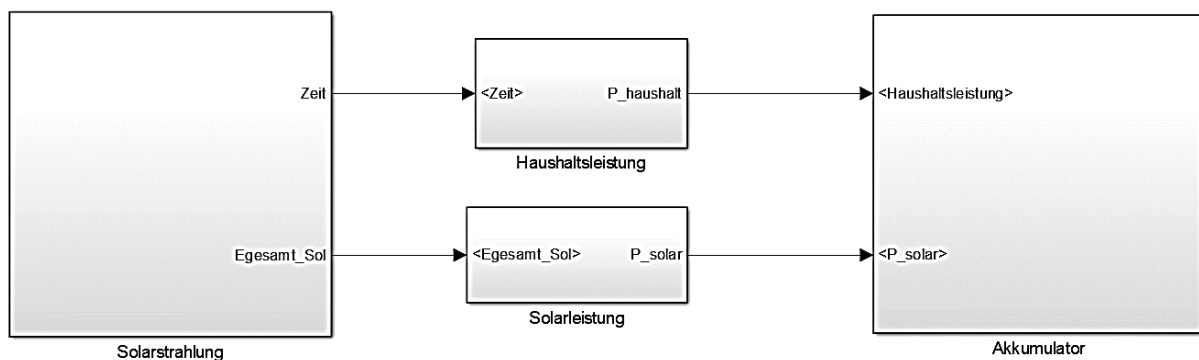 Zeit
<Zeit>
P_haushalt
<Haushaltsleistung>
Haushaltsleistung
Egesamt_Sol
<Egesamt_Sol>
P_solar
<P_solar>
Solarleistung
Solarstrahlung
Akkumulator